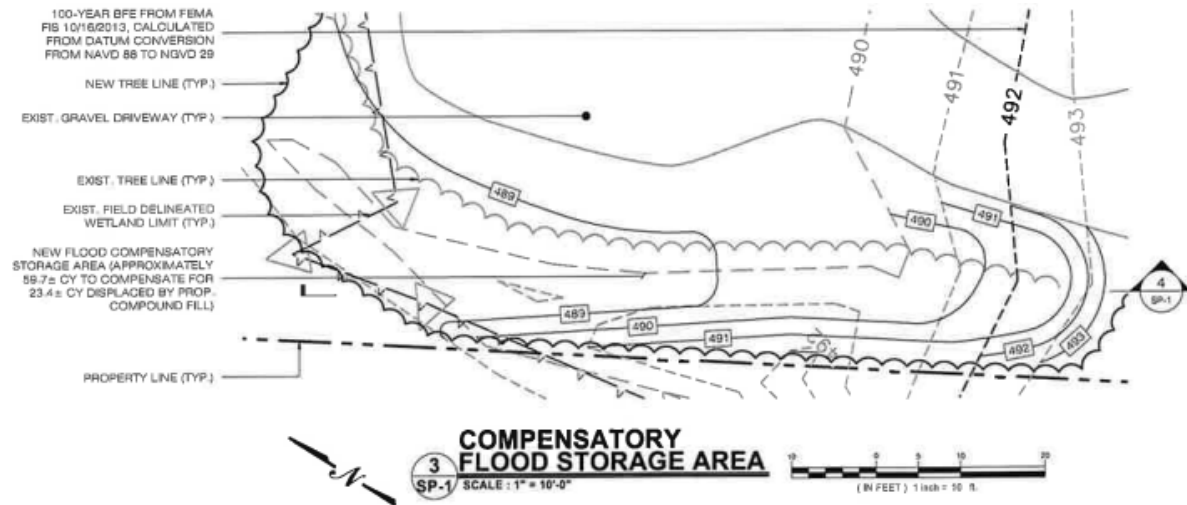 100-YEAR BFE FROM FEMA
FIS 10/16/2013, CALCULATED
FROM DATUM CONVERSION
FROM NAVD 88 TO NGVD 29
NEW TREE LINE (TYP.)
EXIST. GRAVEL DRIVEWAY (TYP.)
EXIST. TREE LINE (TYP.)
EXIST. FIELD DELINEATED
WETLAND LIMIT (TYP.)
NEW FLOOD COMPENSATORY
STORAGE AREA (APPROXIMATELY
59.7± CY TO COMPENSATE FOR
23.4± CY DISPLACED BY PROP.
COMPOUND FILL)
PROPERTY LINE (TYP.)
490
491
492
493
489
490
491
489
490
491
492
493
4
SP-1
N
3
SP-1
COMPENSATORY
FLOOD STORAGE AREA
SCALE : 1" = 10'-0"
10 0 5 10 20
( IN FEET ) 1 inch = 10 ft.